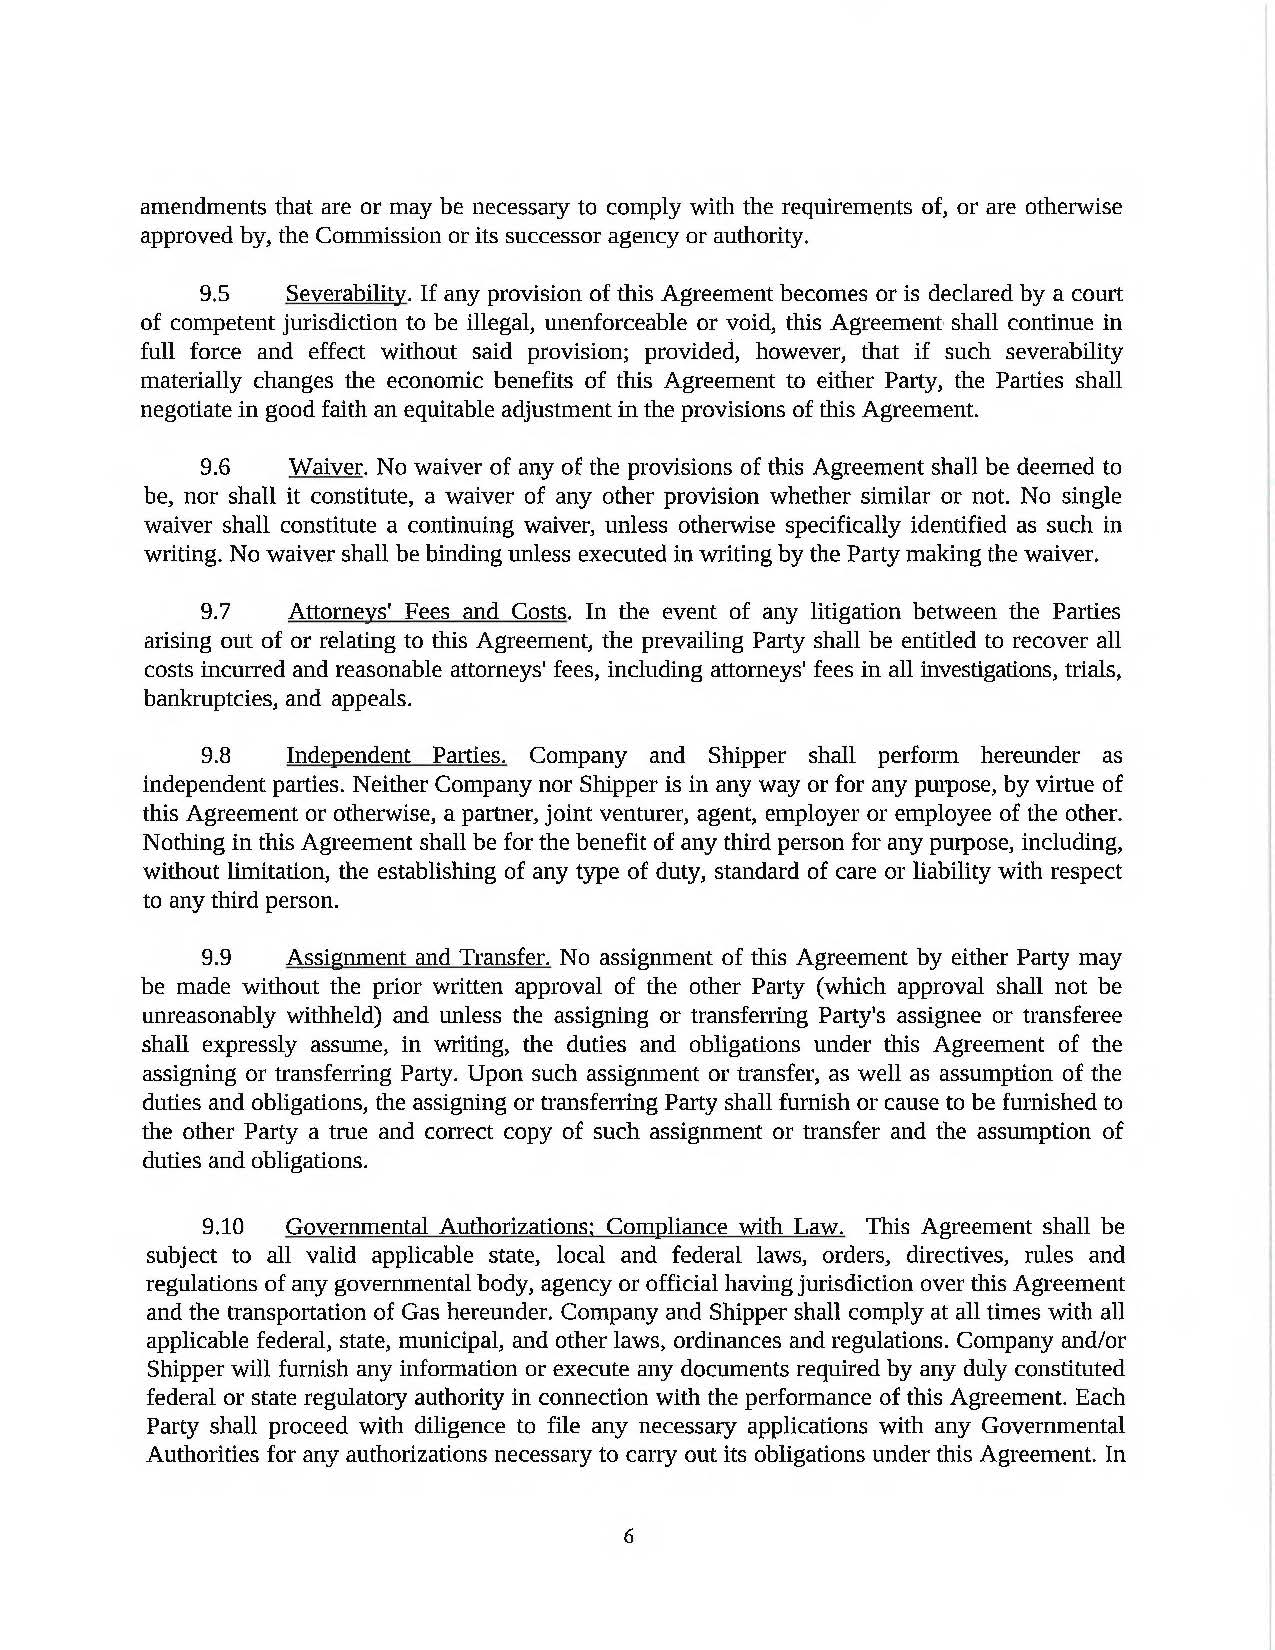 amendments that are or may be necessary to comply with the requirements of, or are otherwise
approved by, the Commission or its successor agency or authority.
9.5 Severability. If any provision of this Agreement becomes or is declared by a court
of competent jurisdiction to be illegal, unenforceable or void, this Agreement shall continue in
full force and effect without said provision; provided, however, that if such severability
materially changes the economic benefits of this Agreement to either Party, the Parties shall
negotiate in good faith an equitable adjustment in the provisions of this Agreement.
9.6 Waiver. No waiver of any of the provisions of this Agreement shall be deemed to
be, nor shall it constitute, a waiver of any other provision whether similar or not. No single
waiver shall constitute a continuing waiver, unless otherwise specifically identified as such in
writing. No waiver shall be binding unless executed in writing by the Party making the waiver.
9.7 Attorneys' Fees and Costs. In the event of any litigation between the Parties
arising out of or relating to this Agreement, the prevailing Party shall be entitled to recover all
costs incurred and reasonable attorneys' fees, including attorneys' fees in all investigations, trials,
bankruptcies, and appeals.
9.8 Independent Parties. Company and Shipper shall perform hereunder as
independent parties. Neither Company nor Shipper is in any way or for any purpose, by virtue of
this Agreement or otherwise, a partner, joint venturer, agent, employer or employee of the other.
Nothing in this Agreement shall be for the benefit of any third person for any purpose, including,
without limitation, the establishing of any type of duty, standard of care or liability with respect
to any third person.
9.9 Assignment and Transfer. No assignment of this Agreement by either Party may
be made without the prior written approval of the other Party (which approval shall not be
unreasonably withheld) and unless the assigning or transferring Party's assignee or transferee
shall expressly assume, in writing, the duties and obligations under this Agreement of the
assigning or transferring Party. Upon such assignment or transfer, as well as assumption of the
duties and obligations, the assigning or transferring Party shall furnish or cause to be furnished to
the other Party a true and correct copy of such assignment or transfer and the assumption of
duties and obligations.
9.10 Governmental Authorizations; Compliance with Law. This Agreement shall be
subject to all valid applicable state, local and federal laws, orders, directives, rules and
regulations of any governmental body, agency or official having jurisdiction over this Agreement
and the transportation of Gas hereunder. Company and Shipper shall comply at all times with all
applicable federal, state, municipal, and other laws, ordinances and regulations. Company and/or
Shipper will furnish any information or execute any documents required by any duly constituted
federal or state regulatory authority in connection with the performance of this Agreement. Each
Party shall proceed with diligence to file any necessary applications with any Governmental
Authorities for any authorizations necessary to carry out its obligations under this Agreement. In
6